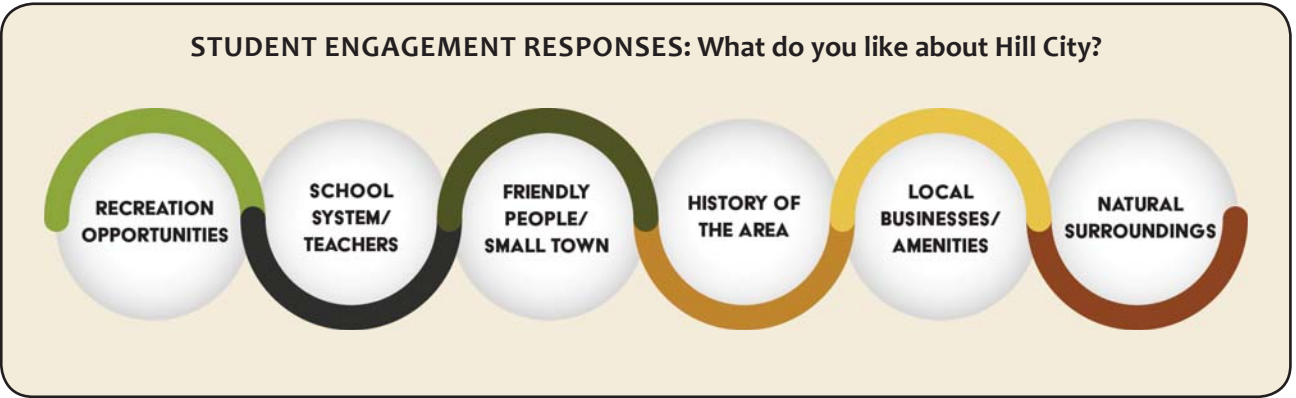 STUDENT ENGAGEMENT RESPONSES: What do you like about Hill City?
RECREATION
OPPORTUNITIES
SCHOOL
SYSTEM/
TEACHERS
FRIENDLY
PEOPLE/
SMALL TOWN
HISTORY OF
THE AREA
LOCAL
BUSINESSES/
AMENITIES
NATURAL
SURROUNDINGS